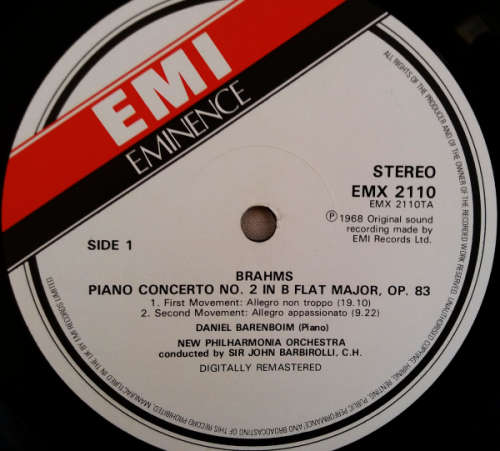 EMI
EMINENCE
STEREO
EMX 2110
EMX 2110TA
Ⓟ 1968 Original sound
recording made by
EMI Records Ltd.
SIDE 1
BRAHMS
PIANO CONCERTO NO. 2 IN B FLAT MAJOR, OP. 83
1. First Movement: Allegro non troppo (19.10)
2. Second Movement: Allegro appassionato (9.22)
DANIEL BARENBOIM (Piano)
NEW PHILHARMONIA ORCHESTRA
conducted by SIR JOHN BARBIROLLI, C.H.
DIGITALLY REMASTERED
ALL RIGHTS OF THE PRODUCER AND OF THE OWNER OF THE RECORDED WORK RESERVED. UNAUTHORISED COPYING, HIRING, RENTING, PUBLIC PERFORMANCE AND BROADCASTING OF THIS RECORD PROHIBITED. MANUFACTURED IN THE UK BY EMI RECORDS LIMITED.